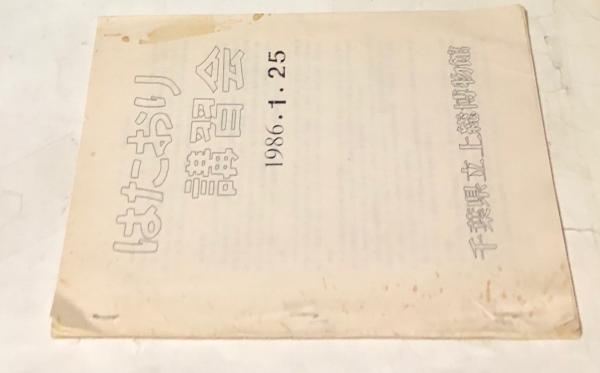 はたおり
講習会
1986.1.25
千葉県立上総博物館